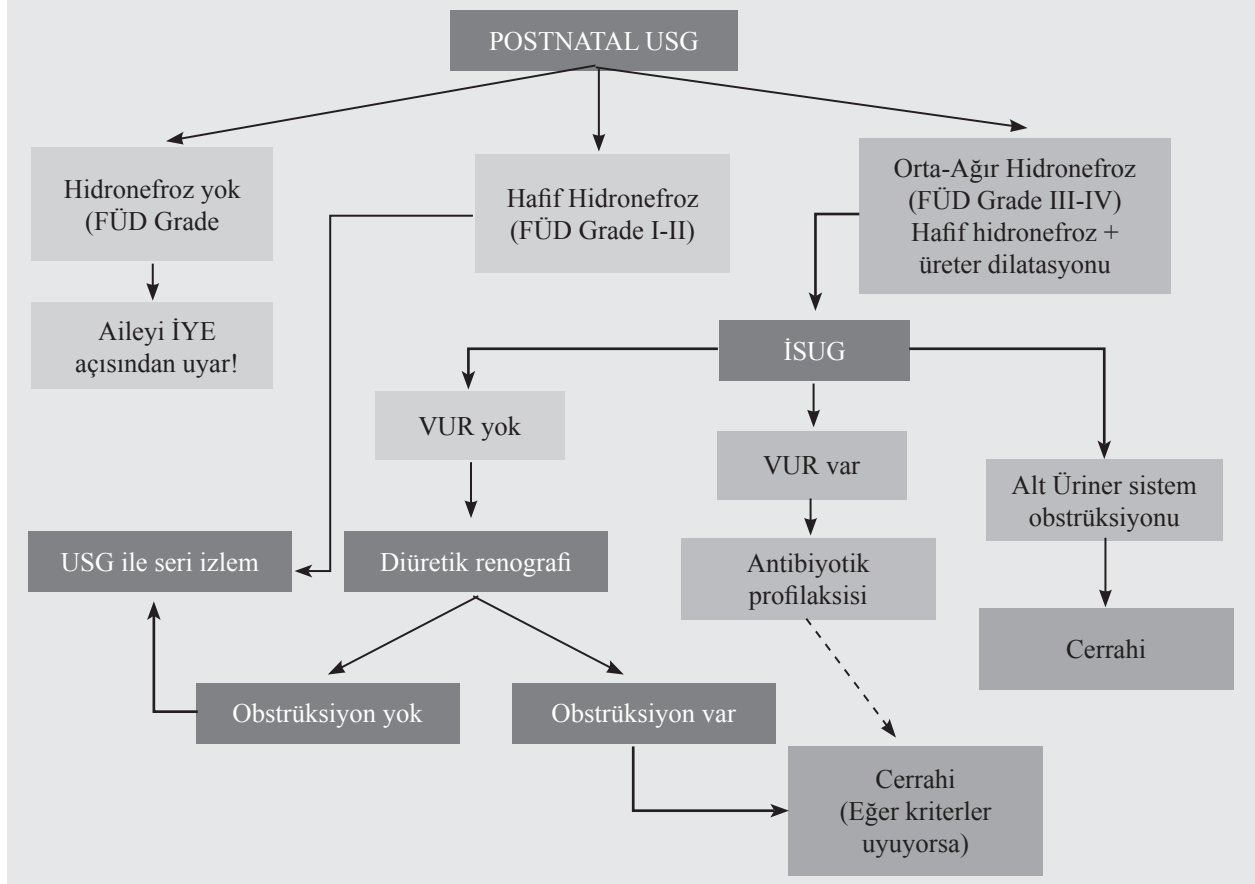 POSTNATAL USG
Hidronefroz yok
(FÜD Grade
Hafif Hidronefroz
(FÜD Grade I-II)
Orta-Ağır Hidronefroz
(FÜD Grade III-IV)
Hafif hidronefroz +
üreter dilatasyonu
Aileyi İYE
açısından uyar!
İSUG
VUR yok
VUR var
Alt Üriner sistem
obstrüksiyonu
USG ile seri izlem
Diüretik renografi
Antibiyotik
profilaksisi
Cerrahi
Obstrüksiyon yok
Obstrüksiyon var
Cerrahi
(Eğer kriterler
uyuyorsa)